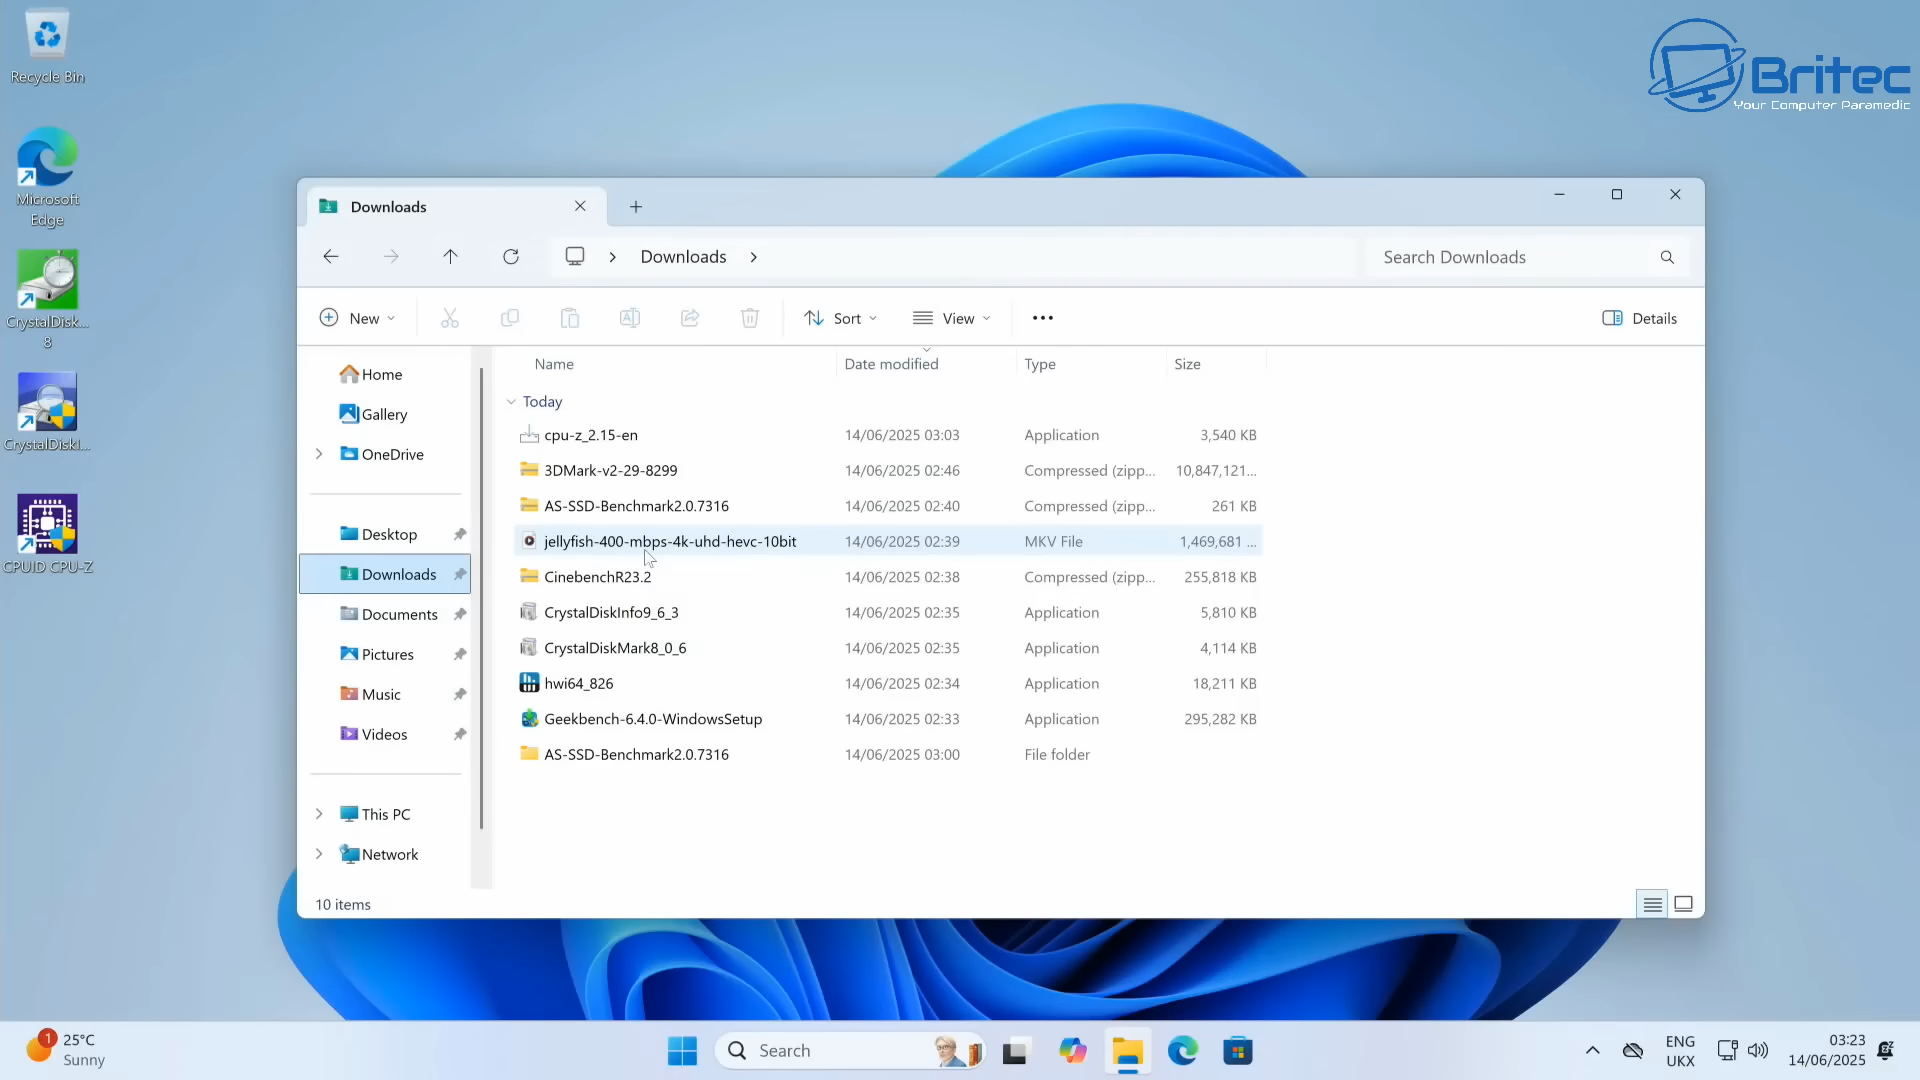 Recycle Bin
Microsoft
Edge
CrystalDisk...
8
CrystalDiskI...
CPUID CPU-Z
Britec
Your Computer Paramedic
Downloads
Downloads
Search Downloads
New
Sort
View
Details
Home
Gallery
OneDrive
Desktop
Downloads
Documents
Pictures
Music
Videos
This PC
Network
Name Date modified Type Size
Today
cpu-z_2.15-en 14/06/2025 03:03 Application 3,540 KB
3DMark-v2-29-8299 14/06/2025 02:46 Compressed (zipp... 10,847,121...
AS-SSD-Benchmark2.0.7316 14/06/2025 02:40 Compressed (zipp... 261 KB
jellyfish-400-mbps-4k-uhd-hevc-10bit 14/06/2025 02:39 MKV File 1,469,681 ...
CinebenchR23.2 14/06/2025 02:38 Compressed (zipp... 255,818 KB
CrystalDiskInfo9_6_3 14/06/2025 02:35 Application 5,810 KB
CrystalDiskMark8_0_6 14/06/2025 02:35 Application 4,114 KB
hwi64_826 14/06/2025 02:34 Application 18,211 KB
Geekbench-6.4.0-WindowsSetup 14/06/2025 02:33 Application 295,282 KB
AS-SSD-Benchmark2.0.7316 14/06/2025 03:00 File folder
10 items
1
25°C
Sunny
Search
ENG
UKX
03:23
14/06/2025